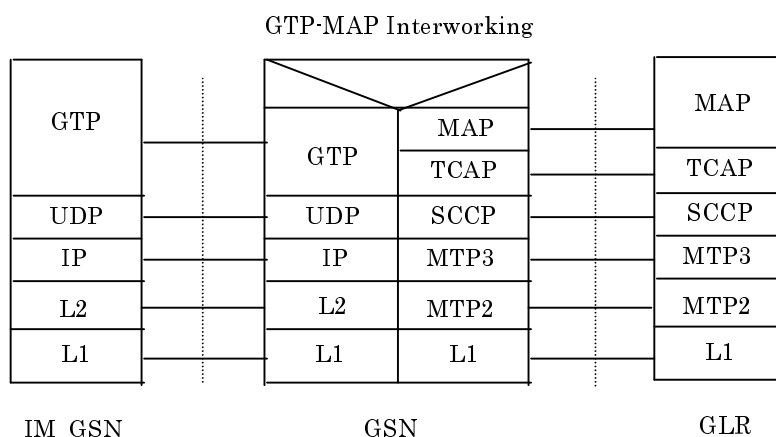 GTP-MAP Interworking
GTP
MAP
MAP
GTP
TCAP
TCAP
UDP
UDP
SCCP
SCCP
IP
IP
MTP3
MTP3
L2
L2
MTP2
MTP2
L1
L1
L1
L1
IM GSN
GSN
GLR